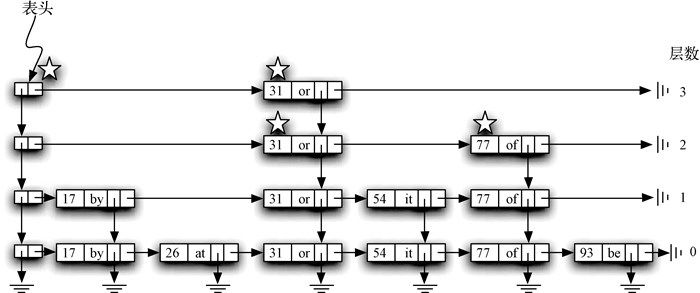 表头
层数
31 or 3
31 or 77 of 2
17 by 31 or 54 it 77 of 1
17 by 26 at 31 or 54 it 77 of 93 be 0